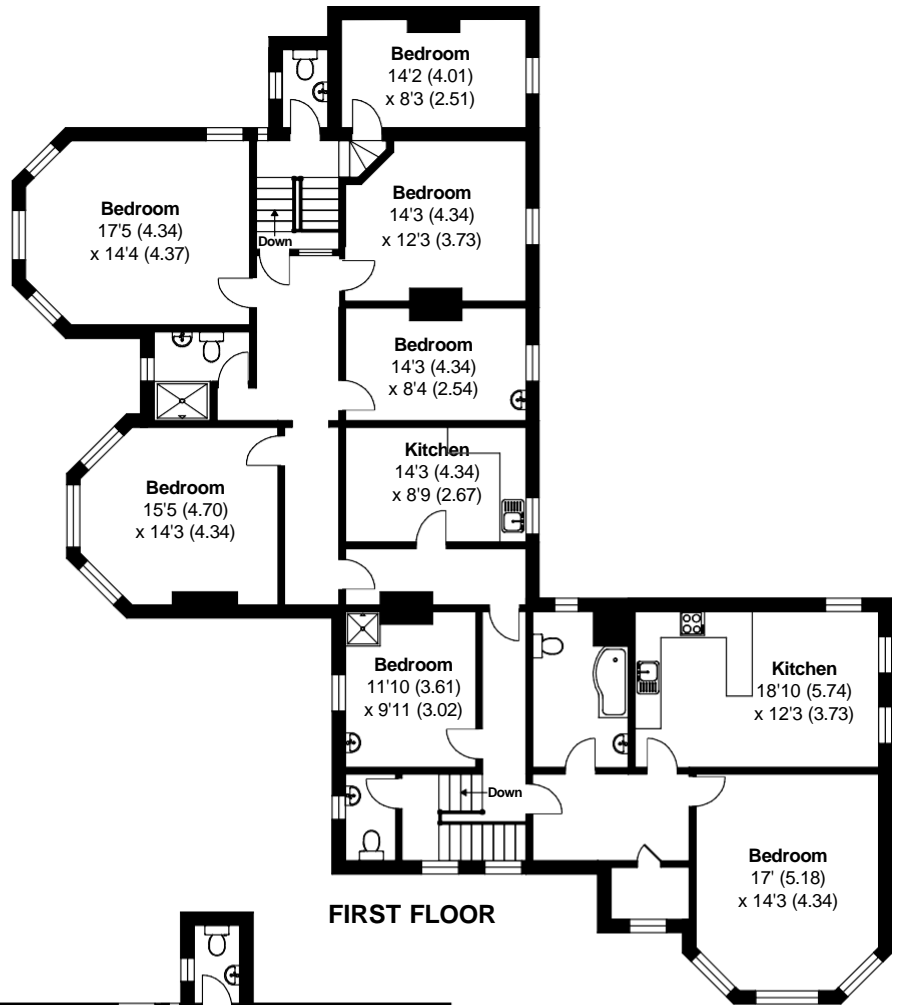 Bedroom
14'2 (4.01)
x 8'3 (2.51)
Bedroom
14'3 (4.34)
x 12'3 (3.73)
Bedroom
17'5 (4.34)
x 14'4 (4.37)
Down
Bedroom
14'3 (4.34)
x 8'4 (2.54)
Kitchen
14'3 (4.34)
x 8'9 (2.67)
Bedroom
15'5 (4.70)
x 14'3 (4.34)
Bedroom
11'10 (3.61)
x 9'11 (3.02)
Kitchen
18'10 (5.74)
x 12'3 (3.73)
Down
Bedroom
17' (5.18)
x 14'3 (4.34)
FIRST FLOOR